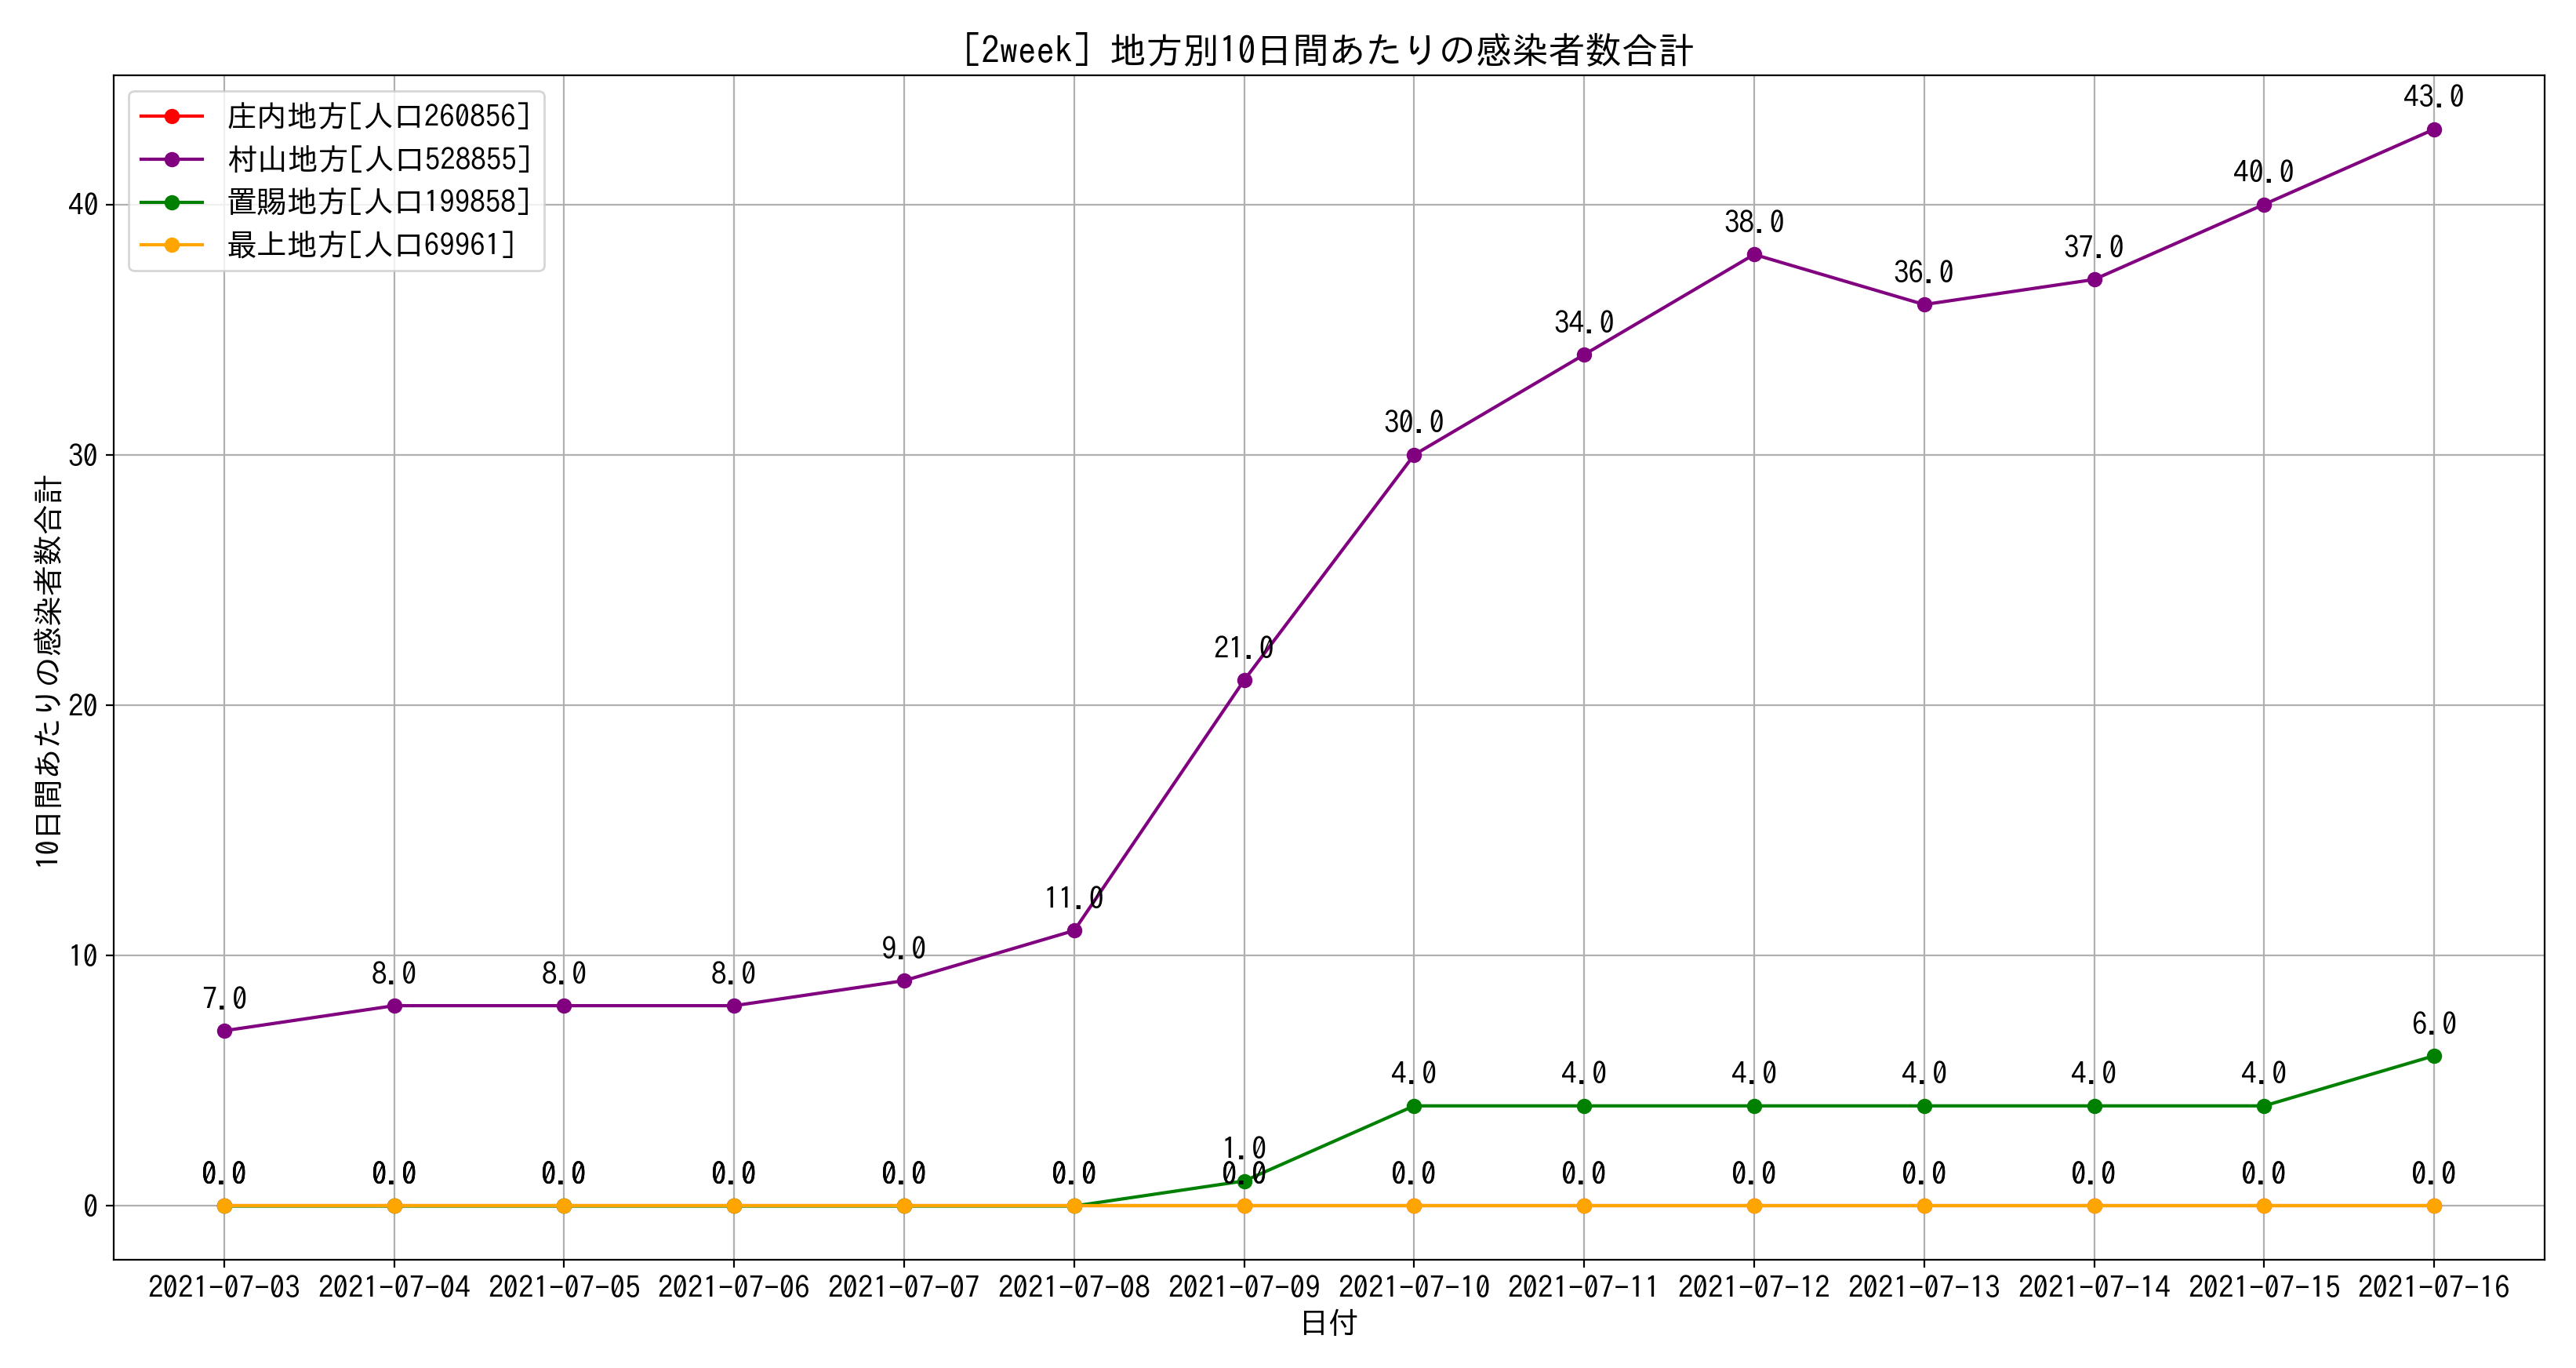 [2week] 地方別10日間あたりの感染者数合計
庄内地方[人口260856]
村山地方[人口528855]
置賜地方[人口199858]
最上地方[人口69961]
10日間あたりの感染者数合計
40
30
20
10
0
7.0 8.0 8.0 8.0 9.0 11.0 21.0 30.0 34.0 38.0 36.0 37.0 40.0 43.0
1.0 4.0 4.0 4.0 4.0 4.0 4.0 6.0
0.0 0.0 0.0 0.0 0.0 0.0 0.0 0.0 0.0 0.0 0.0 0.0 0.0 0.0
2021-07-03 2021-07-04 2021-07-05 2021-07-06 2021-07-07 2021-07-08 2021-07-09 2021-07-10 2021-07-11 2021-07-12 2021-07-13 2021-07-14 2021-07-15 2021-07-16
日付